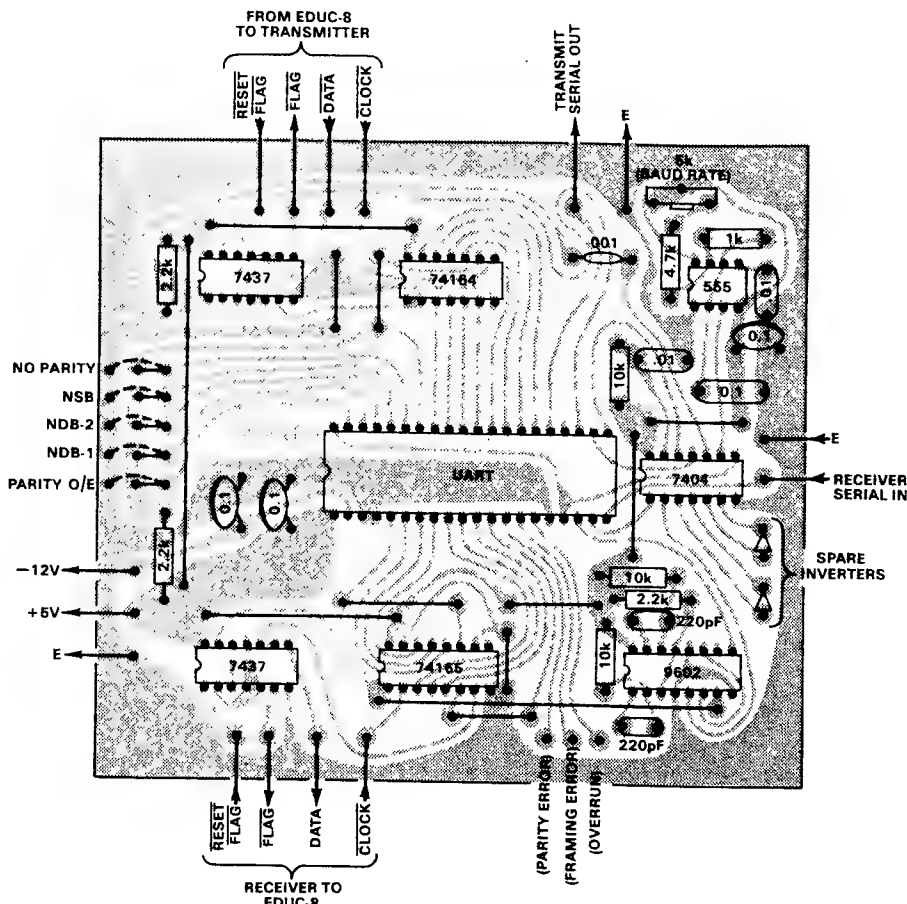 FROM EDUC-8
TO TRANSMITTER
RESET
FLAG
FLAG
DATA
CLOCK
TRANSMIT
SERIAL OUT
E
5k
(BAUD RATE)
2.2k
7437
74164
.001
4.7k
1k
555
.01
0.1
NO PARITY
NSB
NDB-2
NDB-1
PARITY O/E
10k
.01
0.1
E
UART
7404
RECEIVER
SERIAL IN
0.1
0.1
2.2k
SPARE
INVERTERS
−12V
+5V
E
10k
2.2k
220pF
10k
7437
74165
9602
220pF
RESET
FLAG
FLAG
DATA
CLOCK
(PARITY ERROR)
(FRAMING ERROR)
(OVERRUN)
RECEIVER TO
EDUC-8